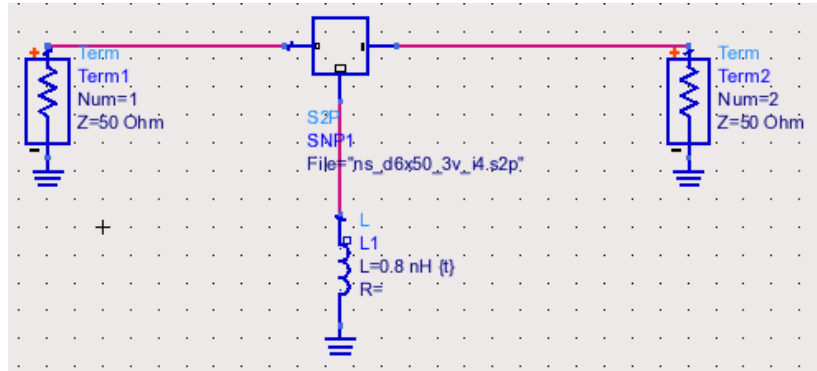 Term
Term1
Num=1
Z=50 Ohm
S2P
SNP1
File="ns_d6x50_3v_i4.s2p"
L
L1
L=0.8 nH {t}
R=
Term
Term2
Num=2
Z=50 Ohm